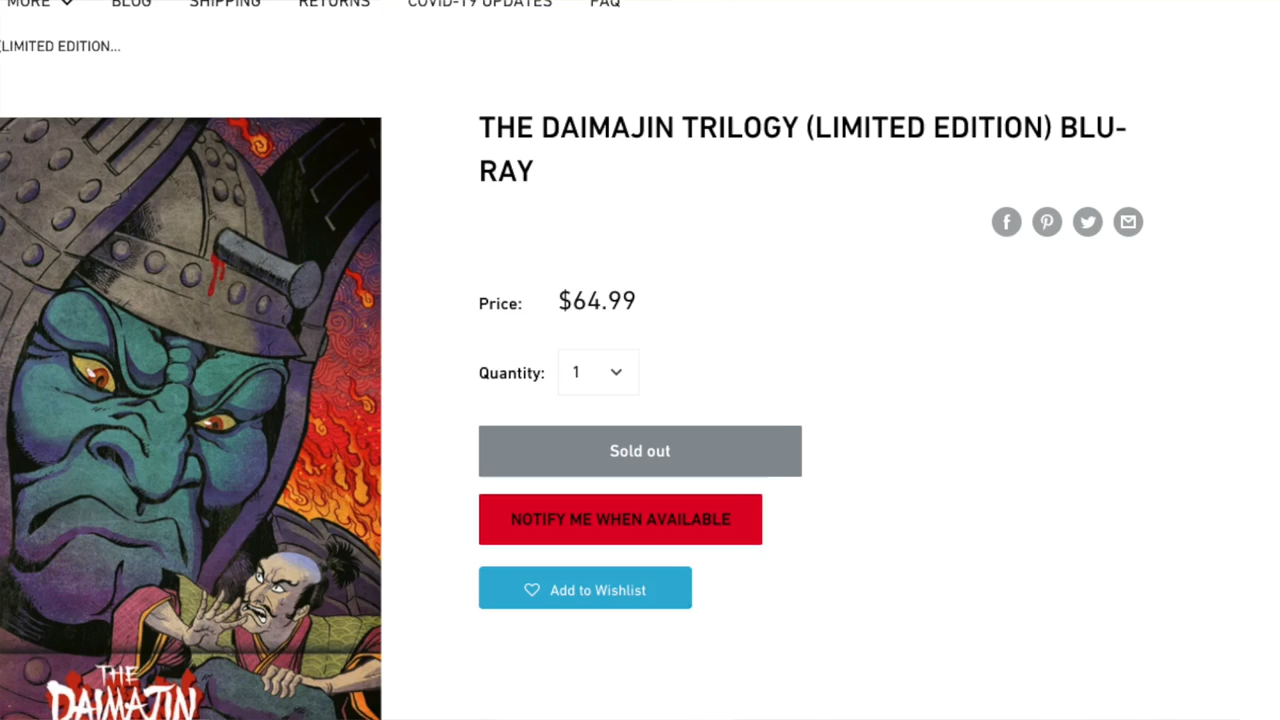 MORE BLOG SHIPPING RETURNS COVID-19 UPDATES FAQ
(LIMITED EDITION...
THE DAIMAJIN TRILOGY (LIMITED EDITION) BLU-
RAY
Price: $64.99
Quantity: 1
Sold out
NOTIFY ME WHEN AVAILABLE
Add to Wishlist
THE
DAIMAJIN